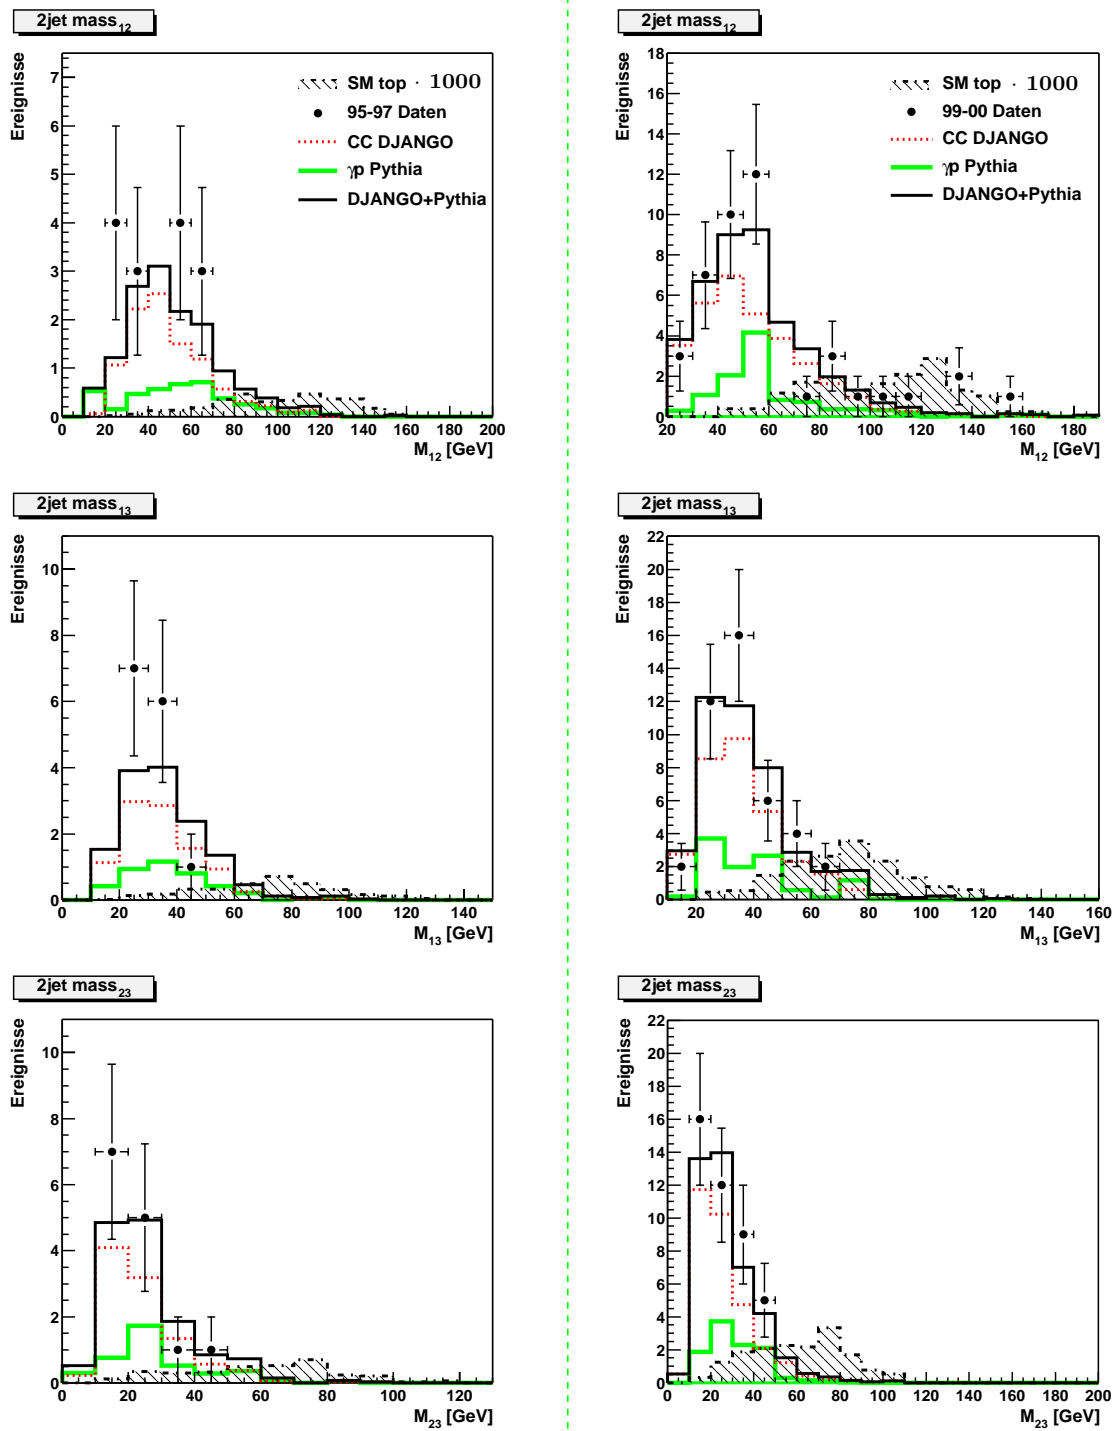 2jet mass12
Ereignisse
7
6
5
4
3
2
1
0
SM top · 1000
95-97 Daten
CC DJANGO
γp Pythia
DJANGO+Pythia
0 20 40 60 80 100 120 140 160 180 200
M12 [GeV]
2jet mass12
Ereignisse
18
16
14
12
10
8
6
4
2
0
SM top · 1000
99-00 Daten
CC DJANGO
γp Pythia
DJANGO+Pythia
20 40 60 80 100 120 140 160 180
M12 [GeV]
2jet mass13
Ereignisse
10
8
6
4
2
0
0 20 40 60 80 100 120 140
M13 [GeV]
2jet mass13
Ereignisse
22
20
18
16
14
12
10
8
6
4
2
0
20 40 60 80 100 120 140 160
M13 [GeV]
2jet mass23
Ereignisse
10
8
6
4
2
0
0 20 40 60 80 100 120
M23 [GeV]
2jet mass23
Ereignisse
22
20
18
16
14
12
10
8
6
4
2
0
0 20 40 60 80 100 120 140 160 180 200
M23 [GeV]